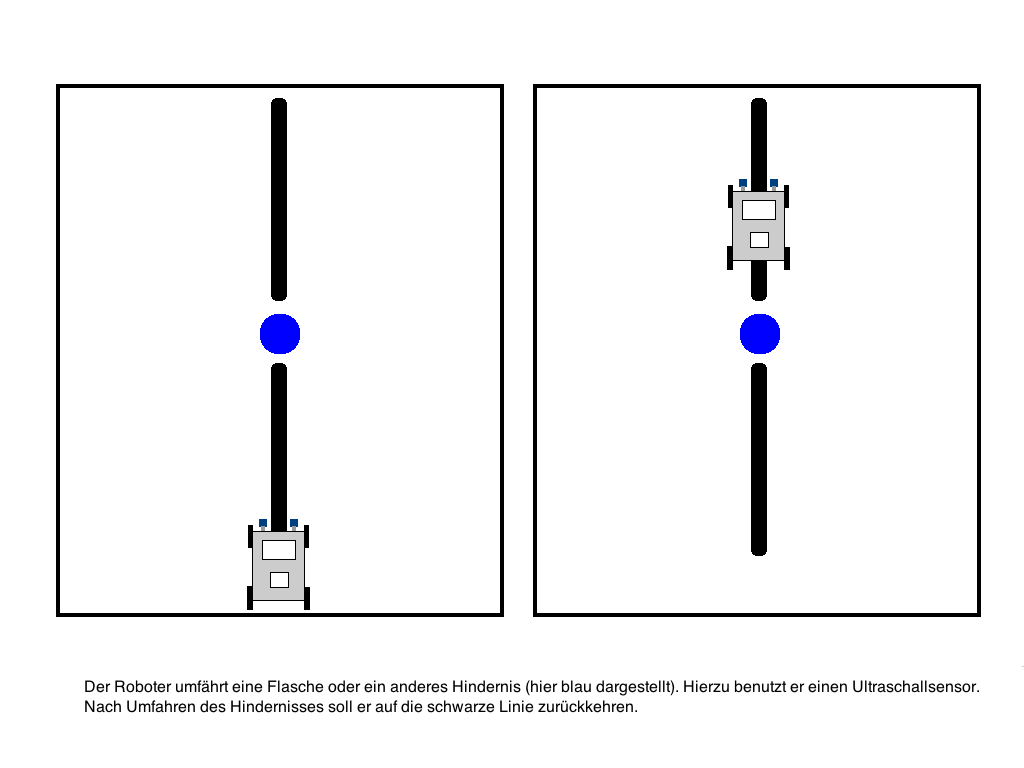 Der Roboter umfährt eine Flasche oder ein anderes Hindernis (hier blau dargestellt). Hierzu benutzt er einen Ultraschallsensor.
Nach Umfahren des Hindernisses soll er auf die schwarze Linie zurückkehren.